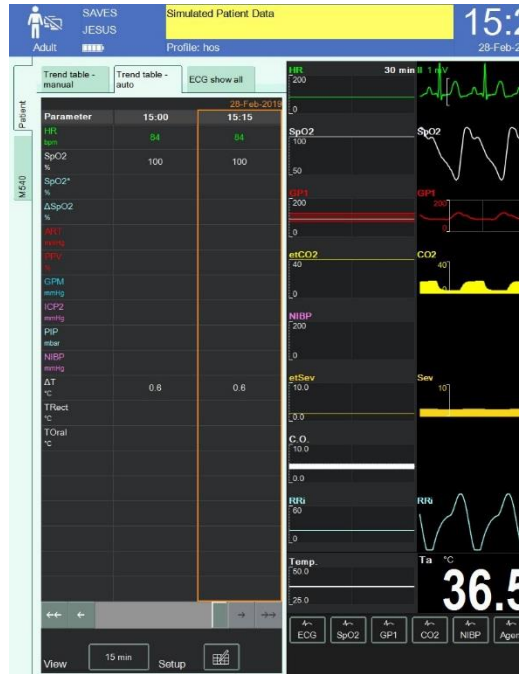 SAVES
JESUS
Simulated Patient Data
15:2
Adult
Profile: hos
28-Feb-2
Patient
M540
Trend table - manual
Trend table - auto
ECG show all
28-Feb-2019
Parameter 15:00 15:15
HR 84 84
bpm
SpO2 100 100
%
SpO2*
%
ΔSpO2
%
ART
mmHg
PPV
%
GPM
mmHg
ICP2
mmHg
PIP
mbar
NIBP
mmHg
ΔT 0.6 0.6
°C
TRect
°C
TOral
°C
View 15 min Setup
HR 30 min II 1 mV
200
0
SpO2 SpO2
100
50
GP1 GP1
200 200
0 0
etCO2 CO2
40 40
0 0
NIBP
200
0
etSev Sev
10.0 10
0.0
C.O.
10.0
0.0
RRi RRi
60
0
Temp. Ta °C
50.0
25.0
36.5
ECG SpO2 GP1 CO2 NIBP Agen